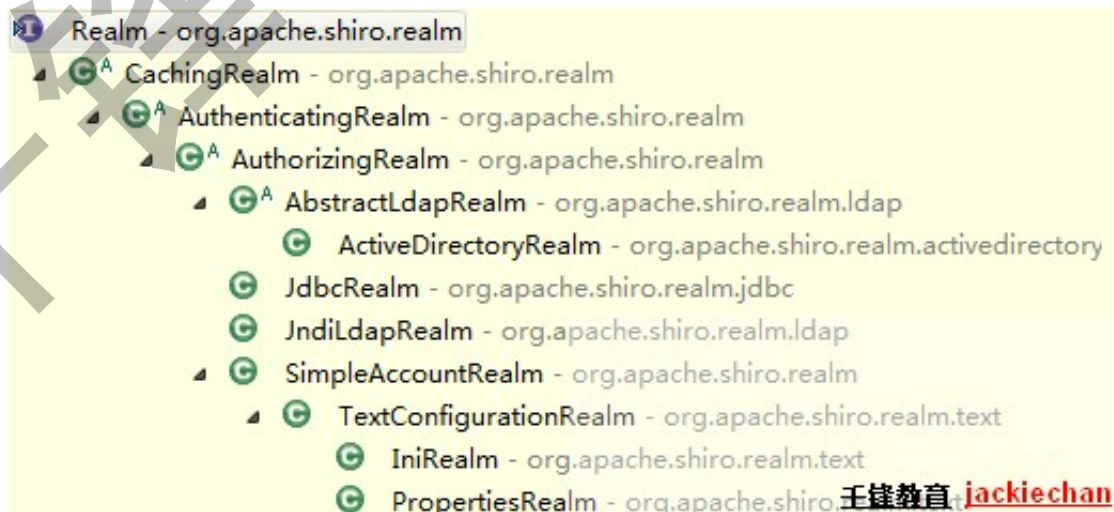 Realm - org.apache.shiro.realm
CachingRealm - org.apache.shiro.realm
AuthenticatingRealm - org.apache.shiro.realm
AuthorizingRealm - org.apache.shiro.realm
AbstractLdapRealm - org.apache.shiro.realm.ldap
ActiveDirectoryRealm - org.apache.shiro.realm.activedirectory
JdbcRealm - org.apache.shiro.realm.jdbc
JndiLdapRealm - org.apache.shiro.realm.ldap
SimpleAccountRealm - org.apache.shiro.realm
TextConfigurationRealm - org.apache.shiro.realm.text
IniRealm - org.apache.shiro.realm.text
PropertiesRealm - org.apache.shiro.
教育 jackiechan